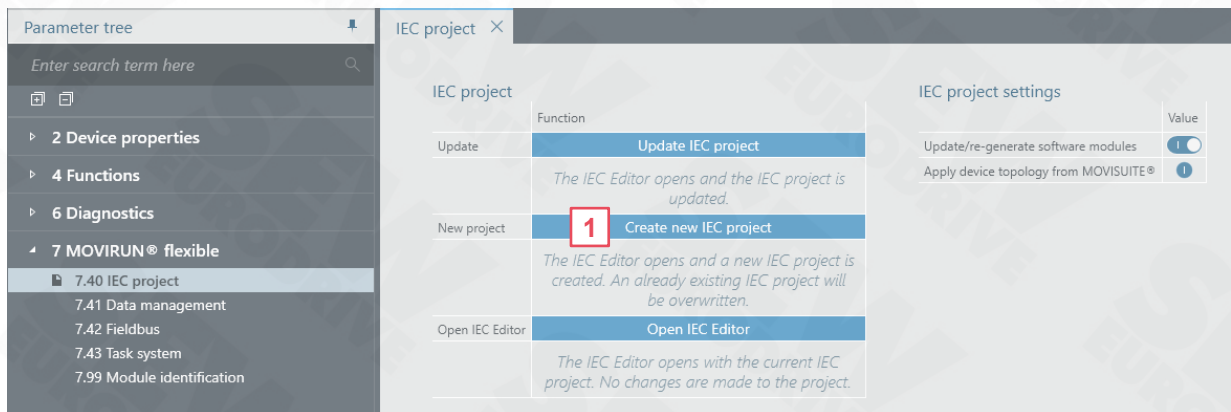 Parameter tree
Enter search term here
2 Device properties
4 Functions
6 Diagnostics
7 MOVIRUN® flexible
7.40 IEC project
7.41 Data management
7.42 Fieldbus
7.43 Task system
7.99 Module identification
IEC project
IEC project
Function
Update
Update IEC project
The IEC Editor opens and the IEC project is
updated.
New project
1
Create new IEC project
The IEC Editor opens and a new IEC project is
created. An already existing IEC project will
be overwritten.
Open IEC Editor
Open IEC Editor
The IEC Editor opens with the current IEC
project. No changes are made to the project.
IEC project settings
Value
Update/re-generate software modules
Apply device topology from MOVISUITE®